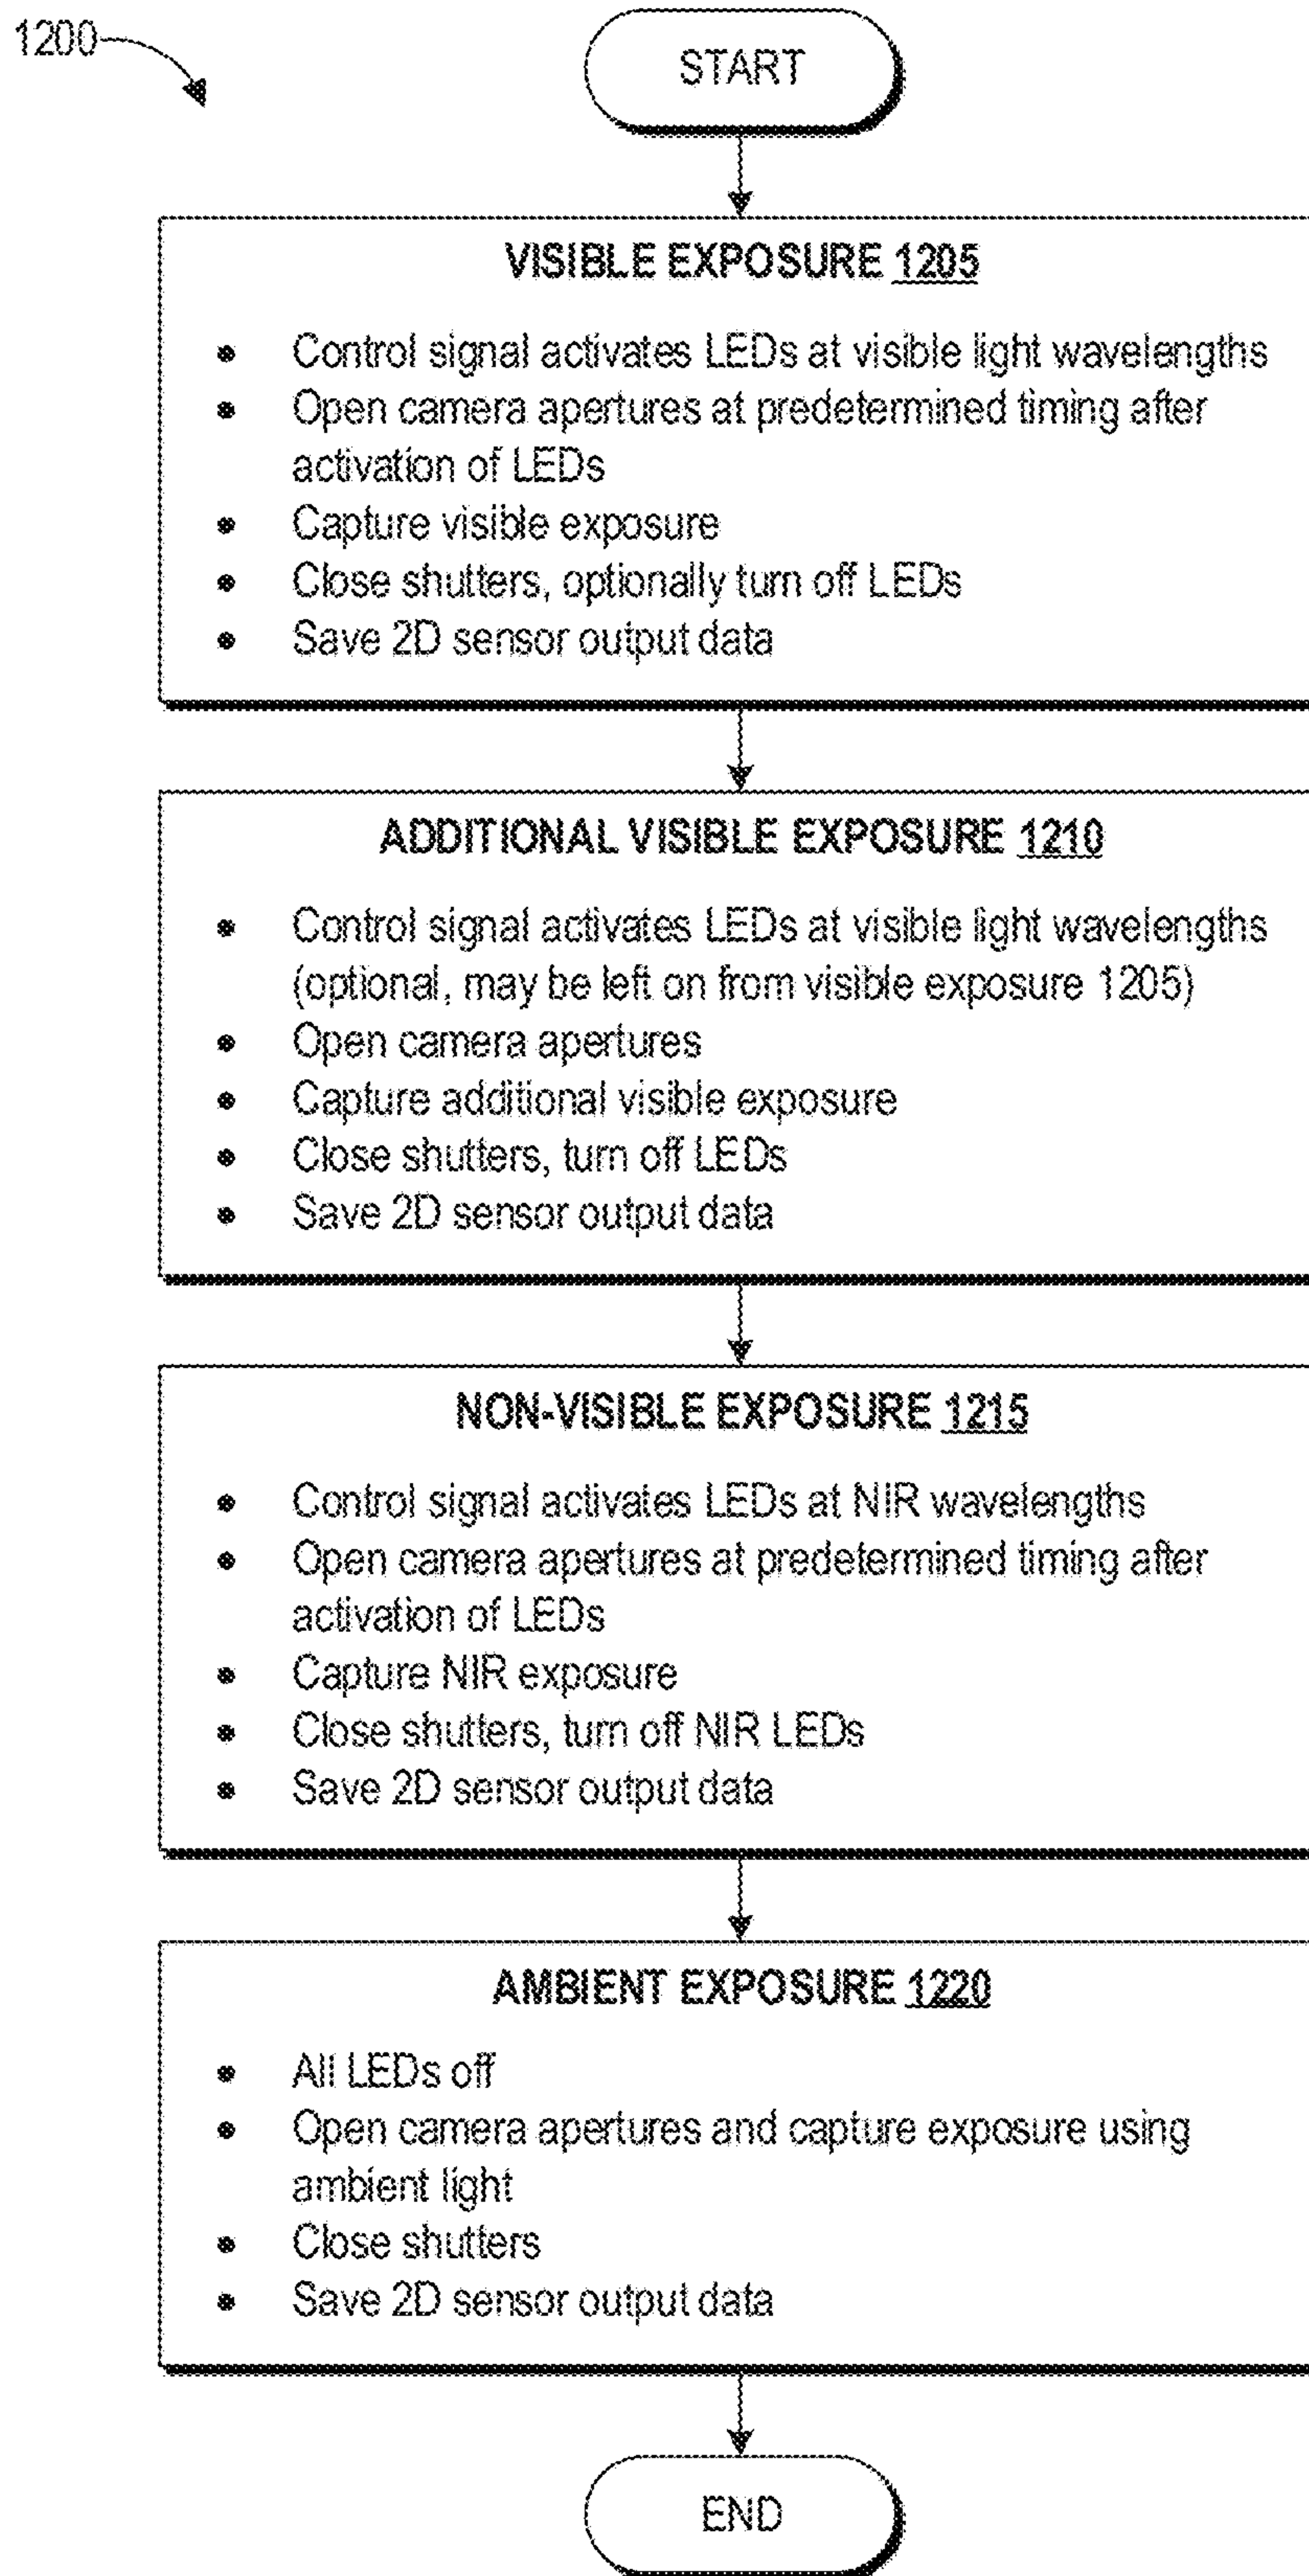 1200
START
VISIBLE EXPOSURE 1205
• Control signal activates LEDs at visible light wavelengths
• Open camera apertures at predetermined timing after
activation of LEDs
• Capture visible exposure
• Close shutters, optionally turn off LEDs
• Save 2D sensor output data
ADDITIONAL VISIBLE EXPOSURE 1210
• Control signal activates LEDs at visible light wavelengths
(optional, may be left on from visible exposure 1205)
• Open camera apertures
• Capture additional visible exposure
• Close shutters, turn off LEDs
• Save 2D sensor output data
NON-VISIBLE EXPOSURE 1215
• Control signal activates LEDs at NIR wavelengths
• Open camera apertures at predetermined timing after
activation of LEDs
• Capture NIR exposure
• Close shutters, turn off NIR LEDs
• Save 2D sensor output data
AMBIENT EXPOSURE 1220
• All LEDs off
• Open camera apertures and capture exposure using
ambient light
• Close shutters
• Save 2D sensor output data
END